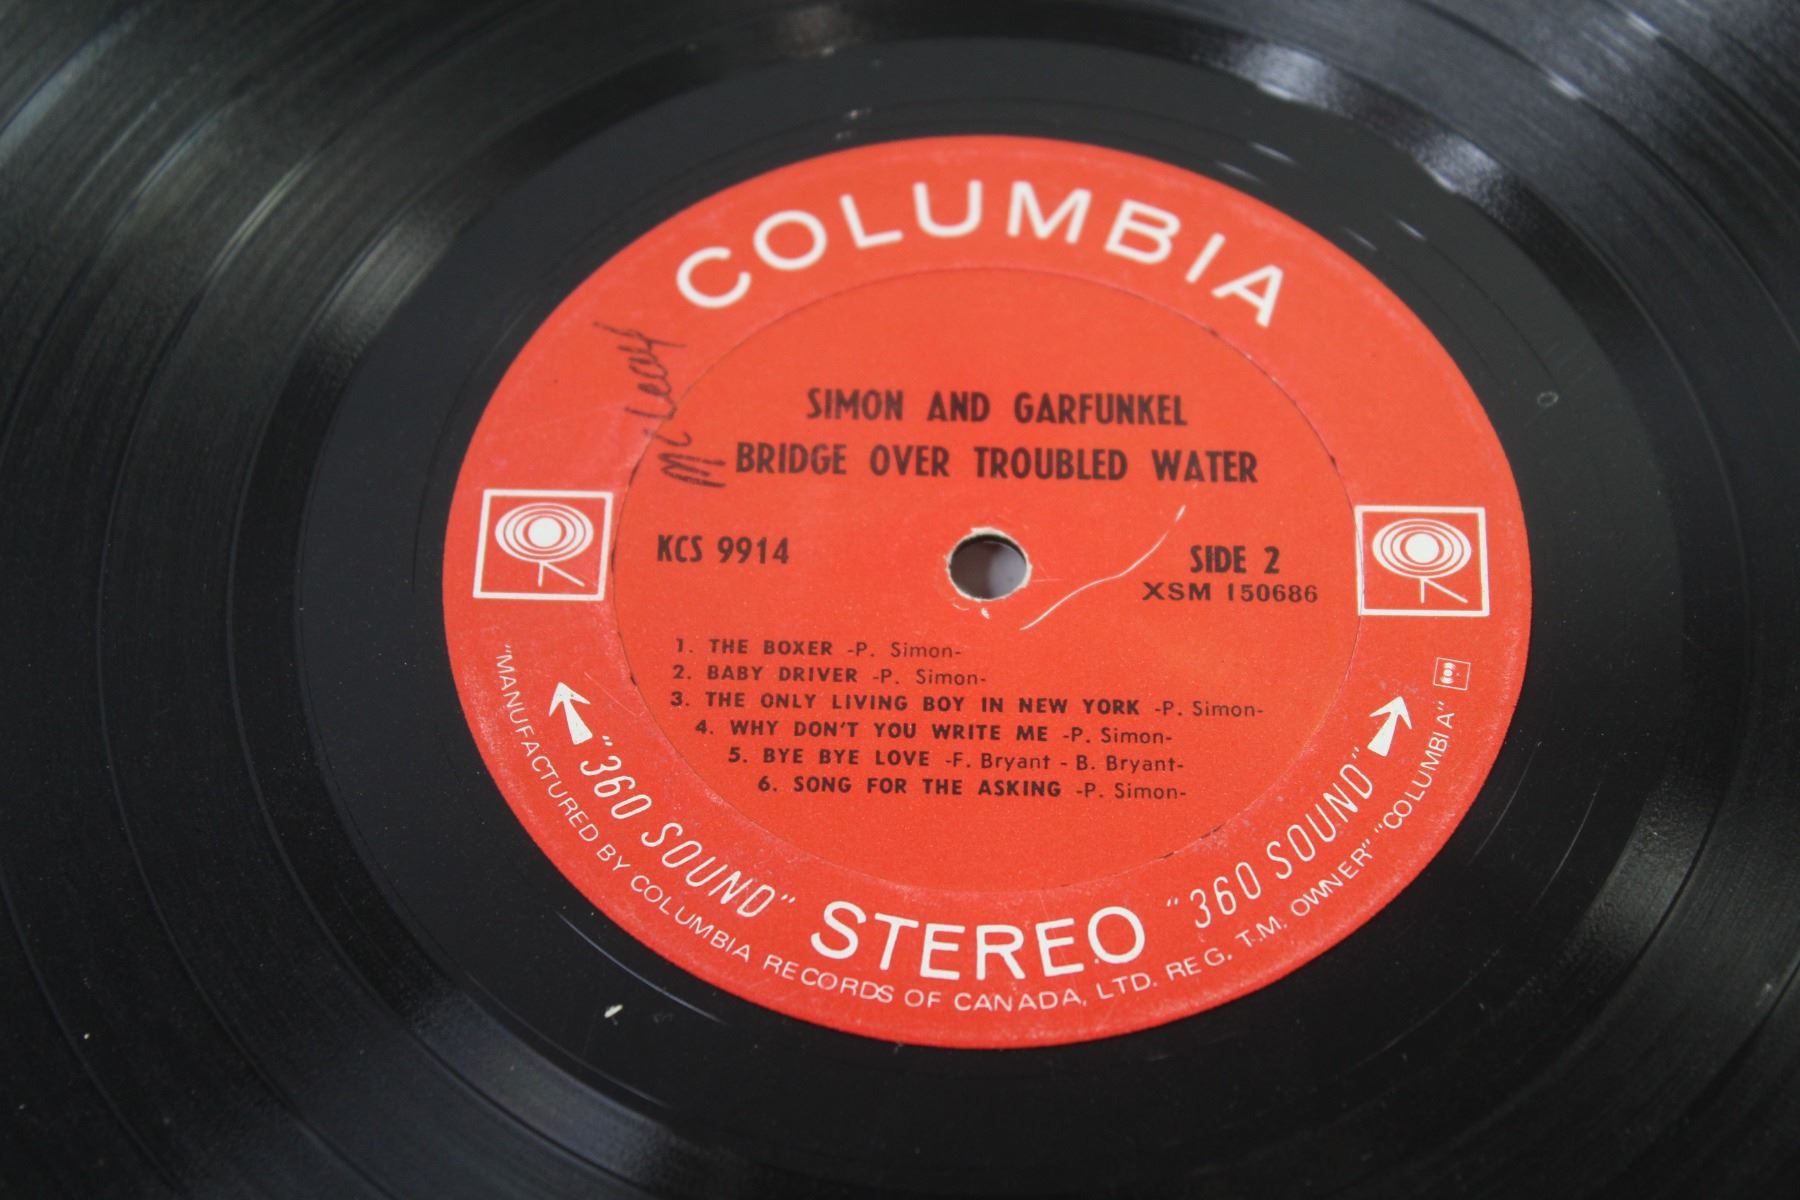 COLUMBIA
SIMON AND GARFUNKEL
BRIDGE OVER TROUBLED WATER
KCS 9914
SIDE 2
XSM 150686
1. THE BOXER -P. Simon-
2. BABY DRIVER -P. Simon-
3. THE ONLY LIVING BOY IN NEW YORK -P. Simon-
4. WHY DON'T YOU WRITE ME -P. Simon-
5. BYE BYE LOVE -F. Bryant - B. Bryant-
6. SONG FOR THE ASKING -P. Simon-
"360 SOUND" STEREO "360 SOUND"
"MANUFACTURED BY COLUMBIA RECORDS OF CANADA, LTD. REG. T.M. OWNER" "COLUMBIA"